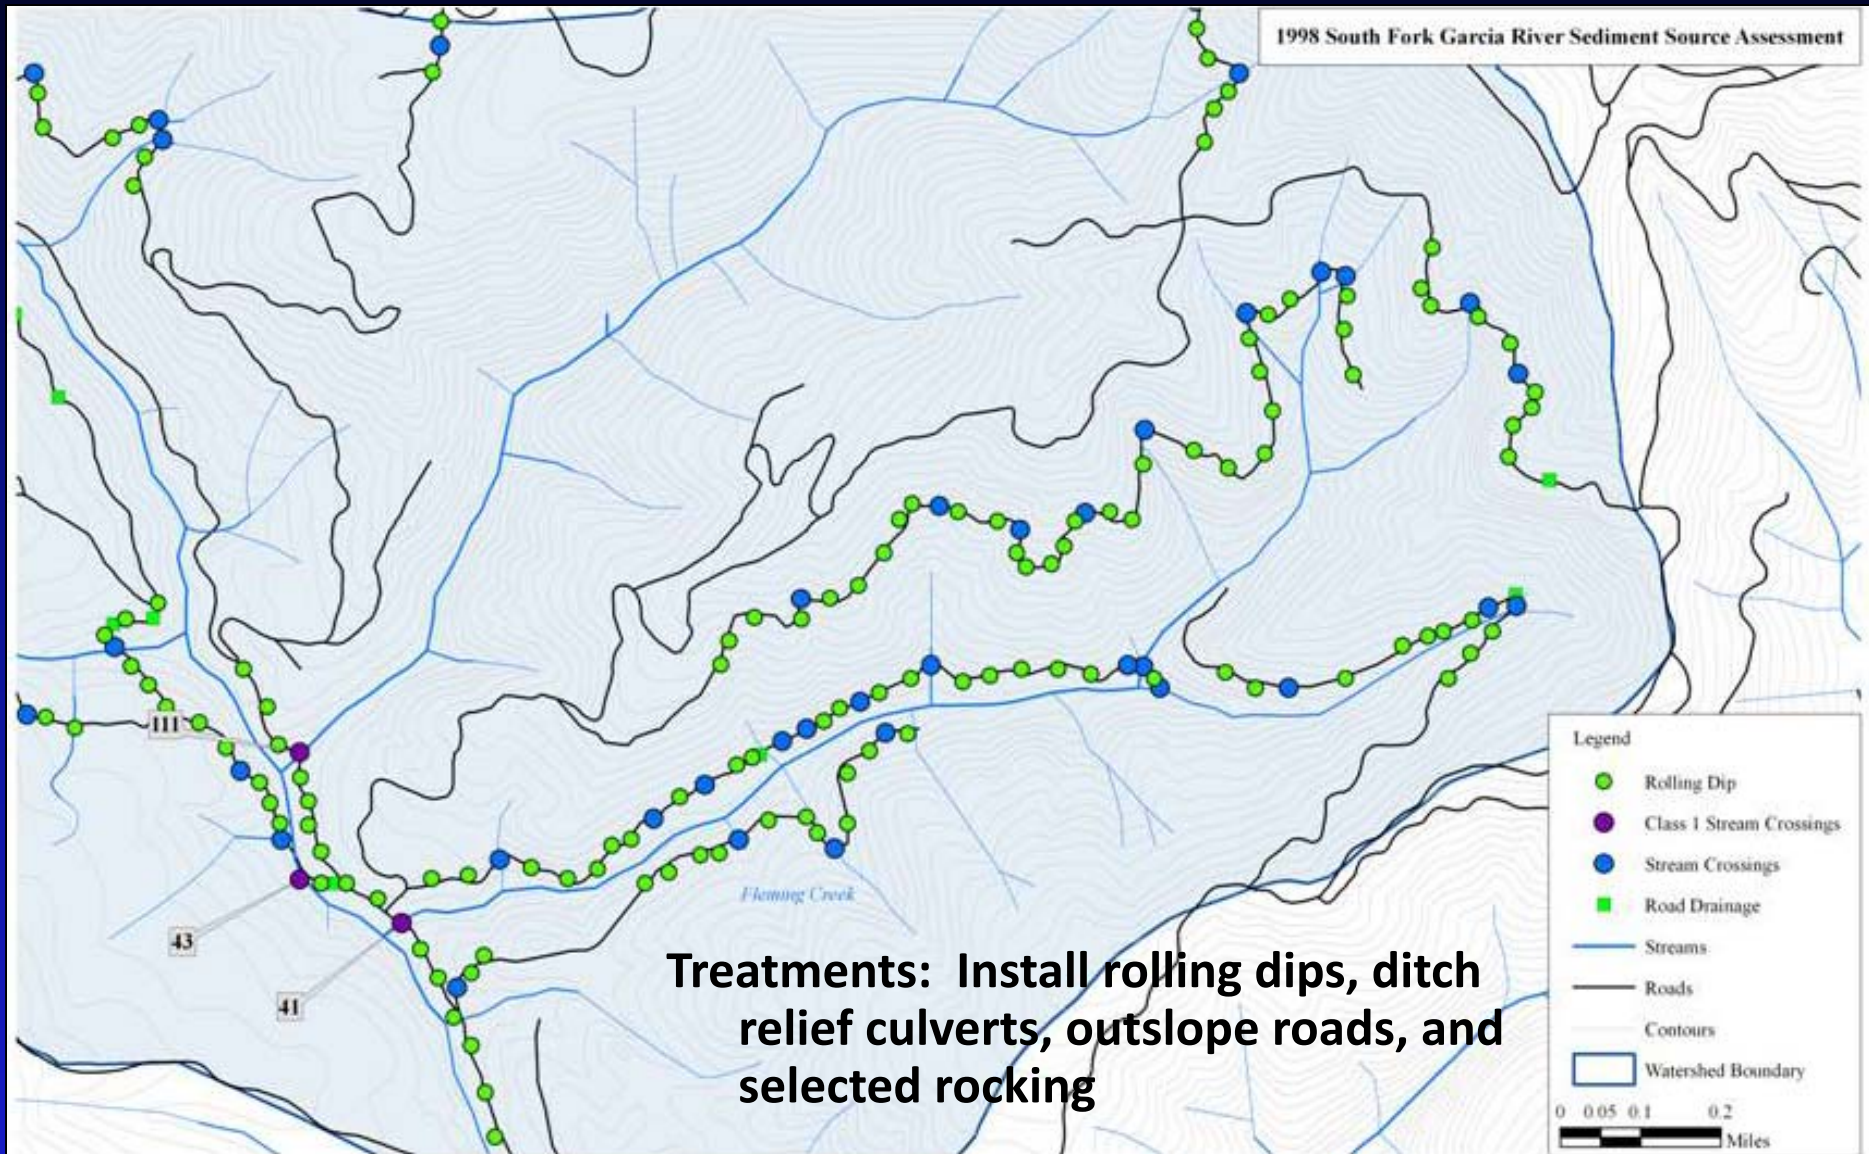 1998 South Fork Garcia River Sediment Source Assessment
111
43
41
Fleming Creek
Treatments:  Install rolling dips, ditch
relief culverts, outslope roads, and
selected rocking
Legend
Rolling Dip
Class 1 Stream Crossings
Stream Crossings
Road Drainage
Streams
Roads
Contours
Watershed Boundary
0 0.05 0.1 0.2
Miles